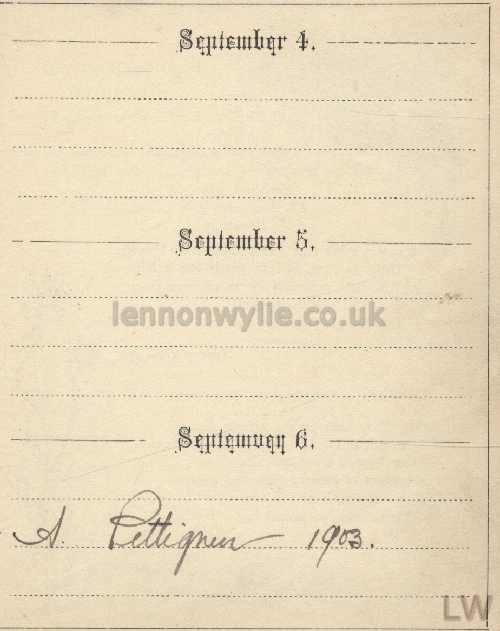 September 4.
September 5.
lennonwylie.co.uk
September 6.
A. Pettigrew 1903.
LW